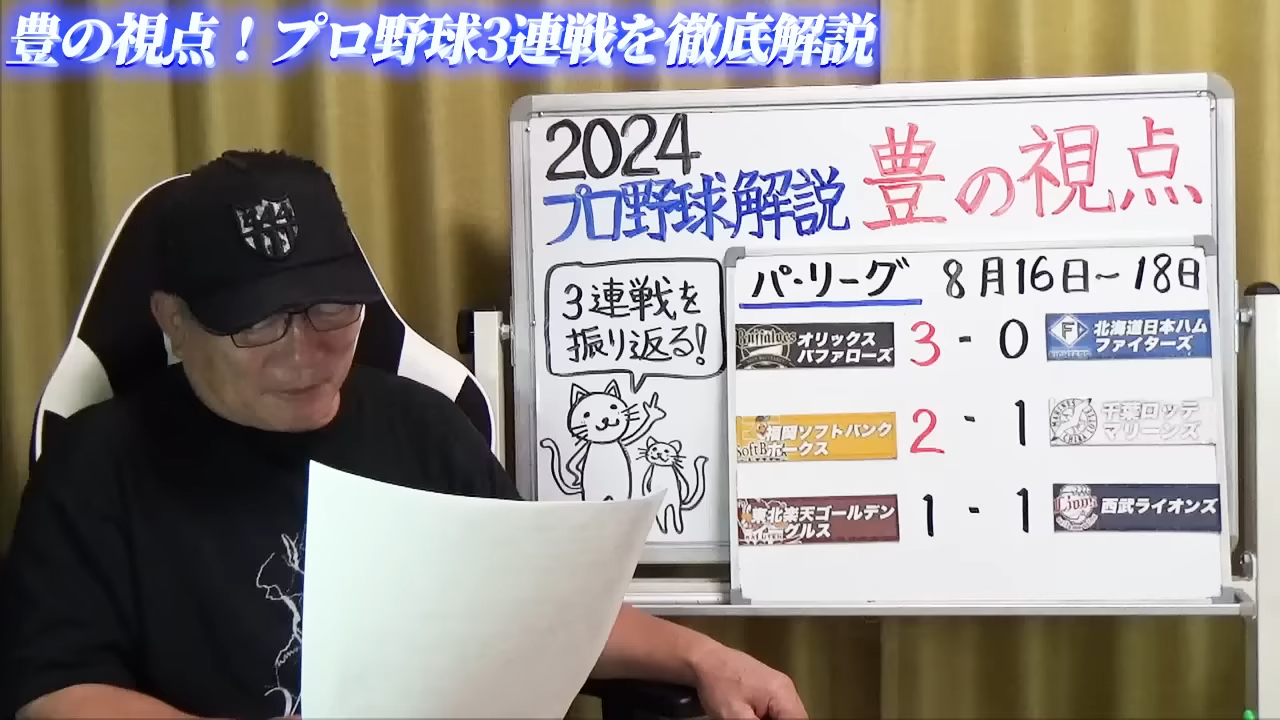 豊の視点！プロ野球3連戦を徹底解説
2024
プロ野球解説 豊の視点
3連戦を
振り返る!
パ・リーグ 8月16日～18日
Buffaloes
オリックス
バファローズ
3 - 0
F
FIGHTERS
北海道日本ハム
ファイターズ
福岡ソフトバンク
ホークス
2 - 1
MARINES
千葉ロッテ
マリーンズ
東北楽天ゴールデン
イーグルス
1 - 1
Lions
西武ライオンズ